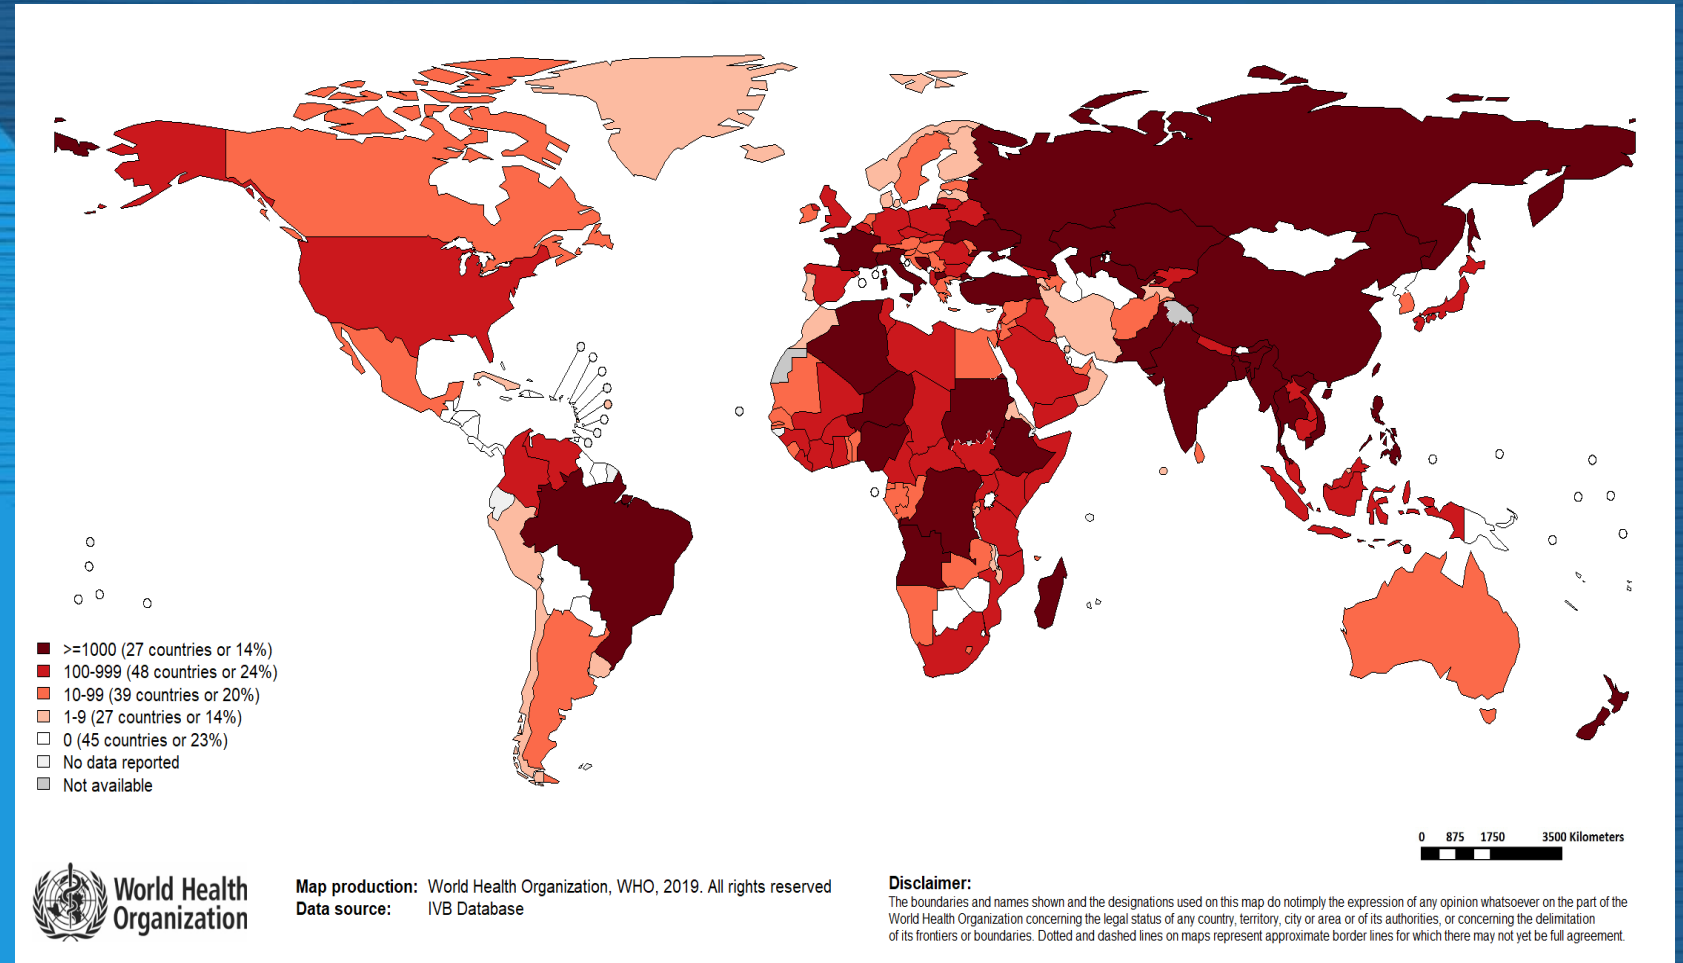 >=1000 (27 countries or 14%)
100-999 (48 countries or 24%)
10-99 (39 countries or 20%)
1-9 (27 countries or 14%)
0 (45 countries or 23%)
No data reported
Not available
0 875 1750 3500 Kilometers
World Health
Organization
Map production: World Health Organization, WHO, 2019. All rights reserved
Data source: IVB Database
Disclaimer:
The boundaries and names shown and the designations used on this map do notimply the expression of any opinion whatsoever on the part of the
World Health Organization concerning the legal status of any country, territory, city or area or of its authorities, or concerning the delimitation
of its frontiers or boundaries. Dotted and dashed lines on maps represent approximate border lines for which there may not yet be full agreement.